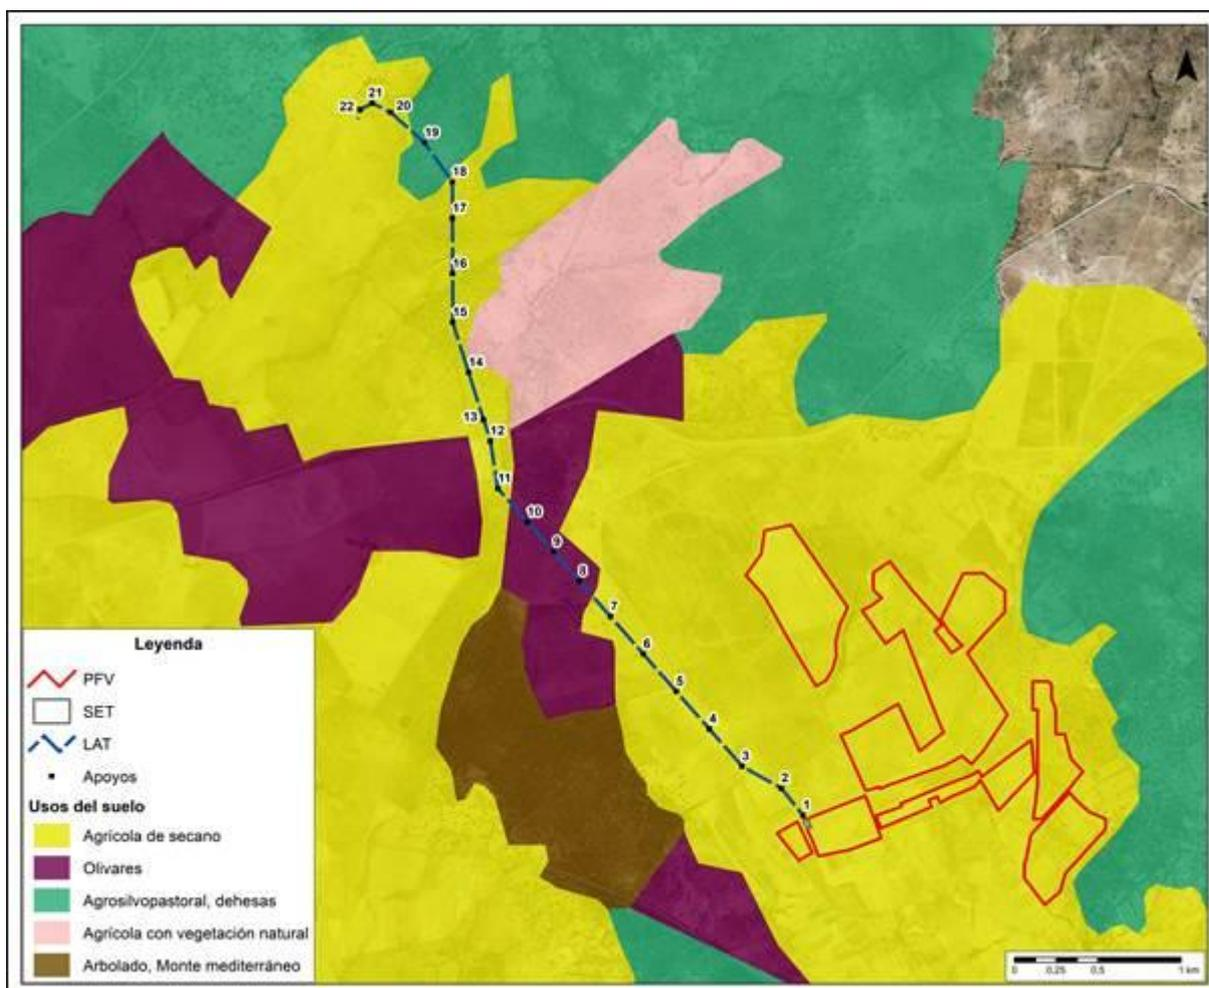 21
22
20
19
18
17
16
15
14
13
12
11
10
9
8
7
6
5
4
3
2
1
Leyenda
PFV
SET
LAT
Apoyos
Usos del suelo
Agrícola de secano
Olivares
Agrosilvopastoral, dehesas
Agrícola con vegetación natural
Arbolado, Monte mediterráneo
0 0.25 0.5 1 km